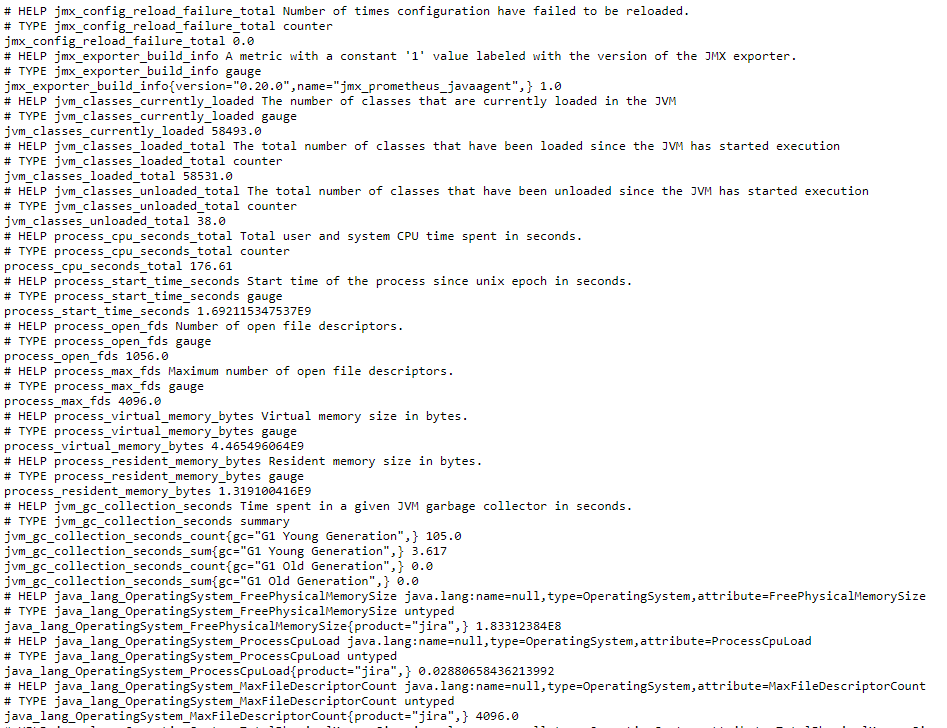 # HELP jmx_config_reload_failure_total Number of times configuration have failed to be reloaded.
# TYPE jmx_config_reload_failure_total counter
jmx_config_reload_failure_total 0.0
# HELP jmx_exporter_build_info A metric with a constant '1' value labeled with the version of the JMX exporter.
# TYPE jmx_exporter_build_info gauge
jmx_exporter_build_info{version="0.20.0",name="jmx_prometheus_javaagent",} 1.0
# HELP jvm_classes_currently_loaded The number of classes that are currently loaded in the JVM
# TYPE jvm_classes_currently_loaded gauge
jvm_classes_currently_loaded 58493.0
# HELP jvm_classes_loaded_total The total number of classes that have been loaded since the JVM has started execution
# TYPE jvm_classes_loaded_total counter
jvm_classes_loaded_total 58531.0
# HELP jvm_classes_unloaded_total The total number of classes that have been unloaded since the JVM has started execution
# TYPE jvm_classes_unloaded_total counter
jvm_classes_unloaded_total 38.0
# HELP process_cpu_seconds_total Total user and system CPU time spent in seconds.
# TYPE process_cpu_seconds_total counter
process_cpu_seconds_total 176.61
# HELP process_start_time_seconds Start time of the process since unix epoch in seconds.
# TYPE process_start_time_seconds gauge
process_start_time_seconds 1.692115347537E9
# HELP process_open_fds Number of open file descriptors.
# TYPE process_open_fds gauge
process_open_fds 1056.0
# HELP process_max_fds Maximum number of open file descriptors.
# TYPE process_max_fds gauge
process_max_fds 4096.0
# HELP process_virtual_memory_bytes Virtual memory size in bytes.
# TYPE process_virtual_memory_bytes gauge
process_virtual_memory_bytes 4.465496064E9
# HELP process_resident_memory_bytes Resident memory size in bytes.
# TYPE process_resident_memory_bytes gauge
process_resident_memory_bytes 1.319100416E9
# HELP jvm_gc_collection_seconds Time spent in a given JVM garbage collector in seconds.
# TYPE jvm_gc_collection_seconds summary
jvm_gc_collection_seconds_count{gc="G1 Young Generation",} 105.0
jvm_gc_collection_seconds_sum{gc="G1 Young Generation",} 3.617
jvm_gc_collection_seconds_count{gc="G1 Old Generation",} 0.0
jvm_gc_collection_seconds_sum{gc="G1 Old Generation",} 0.0
# HELP java_lang_OperatingSystem_FreePhysicalMemorySize java.lang:name=null,type=OperatingSystem,attribute=FreePhysicalMemorySize
# TYPE java_lang_OperatingSystem_FreePhysicalMemorySize untyped
java_lang_OperatingSystem_FreePhysicalMemorySize{product="jira",} 1.83312384E8
# HELP java_lang_OperatingSystem_ProcessCpuLoad java.lang:name=null,type=OperatingSystem,attribute=ProcessCpuLoad
# TYPE java_lang_OperatingSystem_ProcessCpuLoad untyped
java_lang_OperatingSystem_ProcessCpuLoad{product="jira",} 0.02880658436213992
# HELP java_lang_OperatingSystem_MaxFileDescriptorCount java.lang:name=null,type=OperatingSystem,attribute=MaxFileDescriptorCount
# TYPE java_lang_OperatingSystem_MaxFileDescriptorCount untyped
java_lang_OperatingSystem_MaxFileDescriptorCount{product="jira",} 4096.0